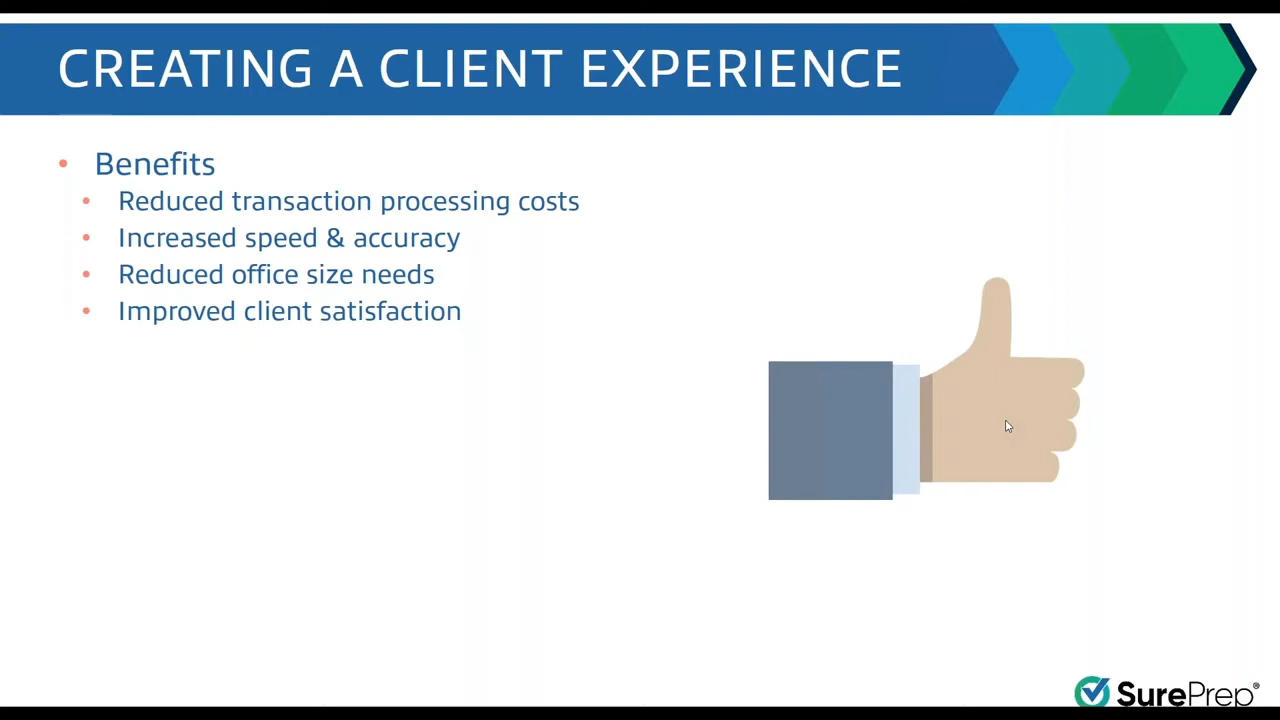 CREATING A CLIENT EXPERIENCE
• Benefits
• Reduced transaction processing costs
• Increased speed & accuracy
• Reduced office size needs
• Improved client satisfaction
SurePrep®